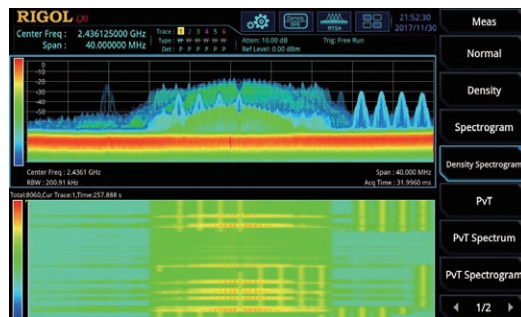 RIGOL LXI
Center Freq : 2.436125000 GHz
Span : 40.000000 MHz
Trace : 1 2 3 4 5 6
Type : W W W W W W
Det : P P P P P P
Density
Atten: 10.00 dB
Ref Level: 0.00 dBm
RTSA
Trig: Free Run
21:52:30
2017/11/30
0
-10
-20
-30
-40
-50
Center Freq : 2.4361 GHz
Span : 40.000 MHz
RBW : 200.91 kHz
Acq Time : 31.9960 ms
Total:8060,Cur Trace:1,Time:257.888 s
Meas
Normal
Density
Spectrogram
Density Spectrogram
PvT
PvT Spectrum
PvT Spectrogram
1/2